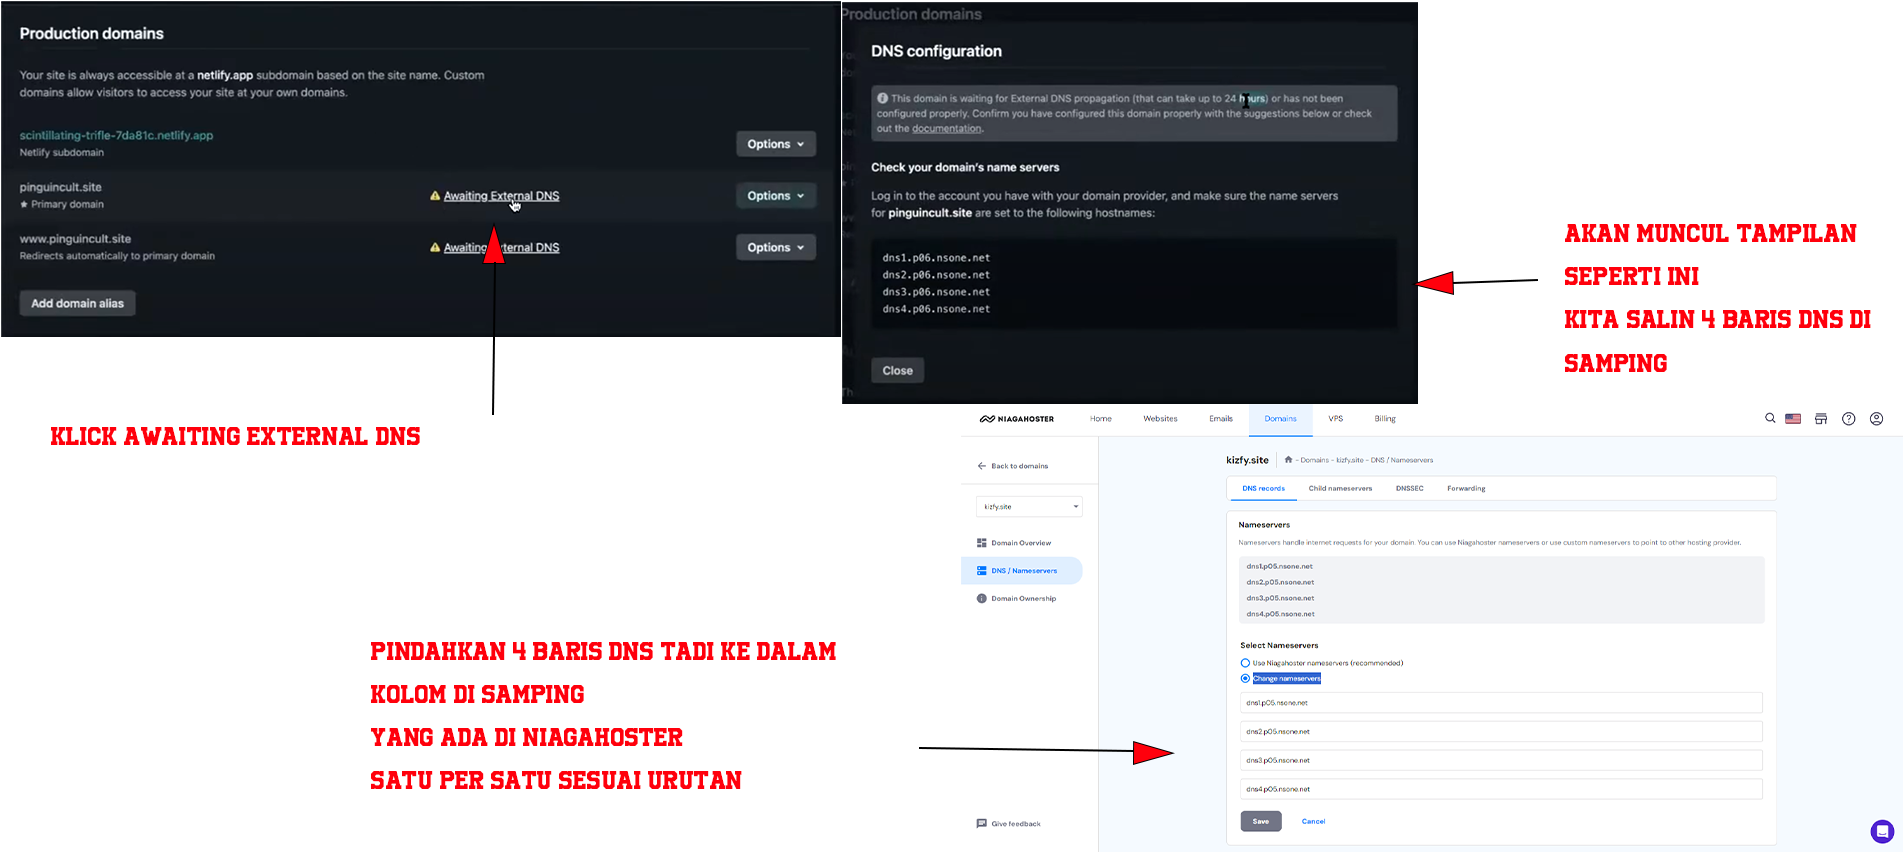 Production domains
Your site is always accessible at a netlify.app subdomain based on the site name. Custom
domains allow visitors to access your site at your own domains.
scintillating-trifle-7da81c.netlify.app
Netlify subdomain
Options
pinguincult.site
Primary domain
Awaiting External DNS
Options
www.pinguincult.site
Redirects automatically to primary domain
Awaiting External DNS
Options
Add domain alias
KLICK AWAITING EXTERNAL DNS
Production domains
DNS configuration
This domain is waiting for External DNS propagation (that can take up to 24 hours) or has not been
configured properly. Confirm you have configured this domain properly with the suggestions below or check
out the documentation.
Check your domain's name servers
Log in to the account you have with your domain provider, and make sure the name servers
for pinguincult.site are set to the following hostnames:
dns1.p06.nsone.net
dns2.p06.nsone.net
dns3.p06.nsone.net
dns4.p06.nsone.net
Close
Th
AKAN MUNCUL TAMPILAN
SEPERTI INI
KITA SALIN 4 BARIS DNS DI
SAMPING
NIAGAHOSTER
Home
Websites
Emails
Domains
VPS
Billing
Back to domains
kizfy.site
Domain Overview
DNS / Nameservers
Domain Ownership
Give feedback
kizfy.site
- Domains - kizfy.site - DNS / Nameservers
DNS records
Child nameservers
DNSSEC
Forwarding
Nameservers
Nameservers handle internet requests for your domain. You can use Niagahoster nameservers or use custom nameservers to point to other hosting provider.
dns1.p05.nsone.net
dns2.p05.nsone.net
dns3.p05.nsone.net
dns4.p05.nsone.net
Select Nameservers
Use Niagahoster nameservers (recommended)
Change nameservers
dns1.p05.nsone.net
dns2.p05.nsone.net
dns3.p05.nsone.net
dns4.p05.nsone.net
Save
Cancel
PINDAHKAN 4 BARIS DNS TADI KE DALAM
KOLOM DI SAMPING
YANG ADA DI NIAGAHOSTER
SATU PER SATU SESUAI URUTAN